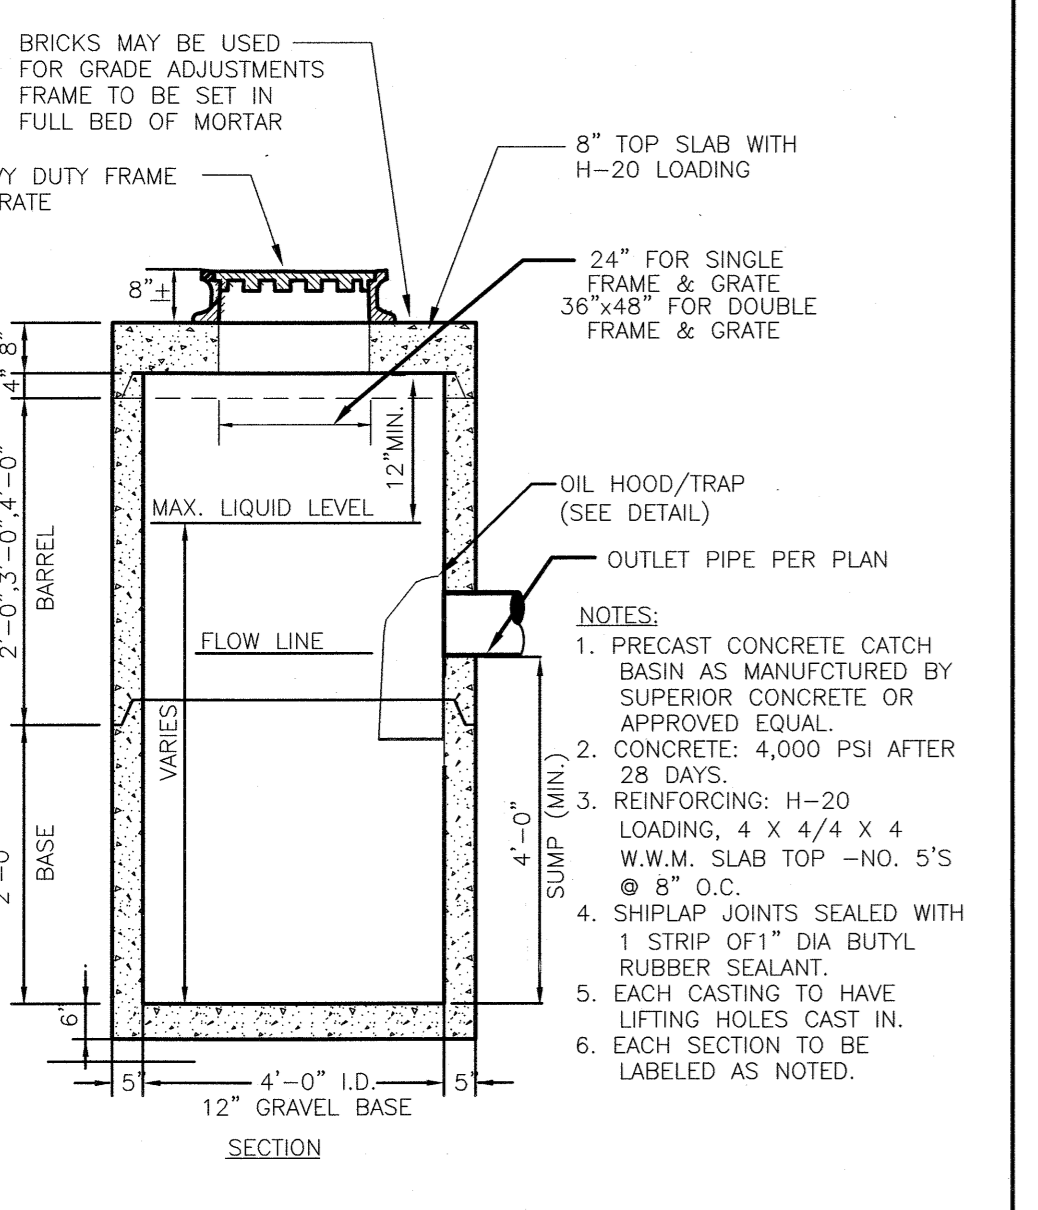 BRICKS MAY BE USED
FOR GRADE ADJUSTMENTS
FRAME TO BE SET IN
FULL BED OF MORTAR
8" TOP SLAB WITH
H-20 LOADING
DUTY FRAME
24" FOR SINGLE
FRAME & GRATE
36"x48" FOR DOUBLE
FRAME & GRATE
8"±
8"
4"
12"MIN.
2'-0",3'-0",4'-0"
BARREL
MAX. LIQUID LEVEL
OIL HOOD/TRAP
(SEE DETAIL)
OUTLET PIPE PER PLAN
FLOW LINE
VARIES
BASE
4'-0"
SUMP (MIN.)
6"
5"
4'-0" I.D.
5"
12" GRAVEL BASE
SECTION
NOTES:
1. PRECAST CONCRETE CATCH
BASIN AS MANUFCTURED BY
SUPERIOR CONCRETE OR
APPROVED EQUAL.
2. CONCRETE: 4,000 PSI AFTER
28 DAYS.
3. REINFORCING: H-20
LOADING, 4 X 4/4 X 4
W.W.M. SLAB TOP -NO. 5'S
@ 8" O.C.
4. SHIPLAP JOINTS SEALED WITH
1 STRIP OF1" DIA BUTYL
RUBBER SEALANT.
5. EACH CASTING TO HAVE
LIFTING HOLES CAST IN.
6. EACH SECTION TO BE
LABELED AS NOTED.